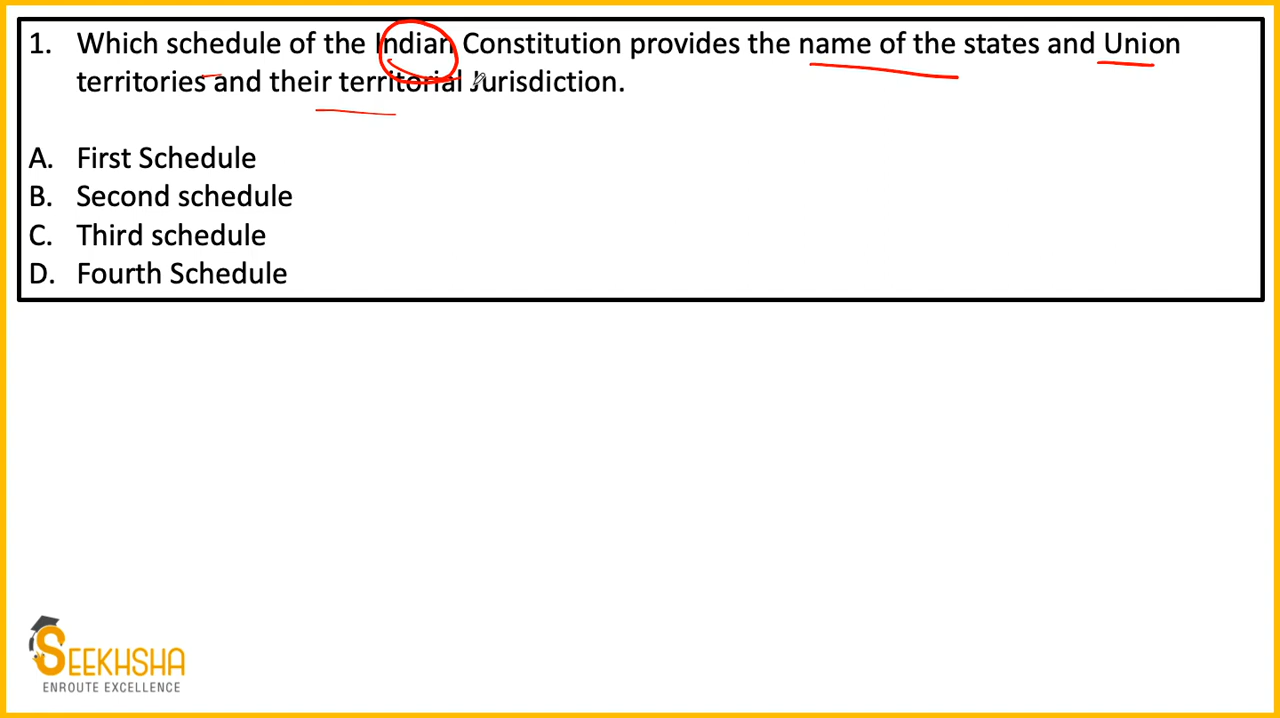 1. Which schedule of the Indian Constitution provides the name of the states and Union
territories and their territorial Jurisdiction.
A. First Schedule
B. Second schedule
C. Third schedule
D. Fourth Schedule
SEEKHSHA
ENROUTE EXCELLENCE